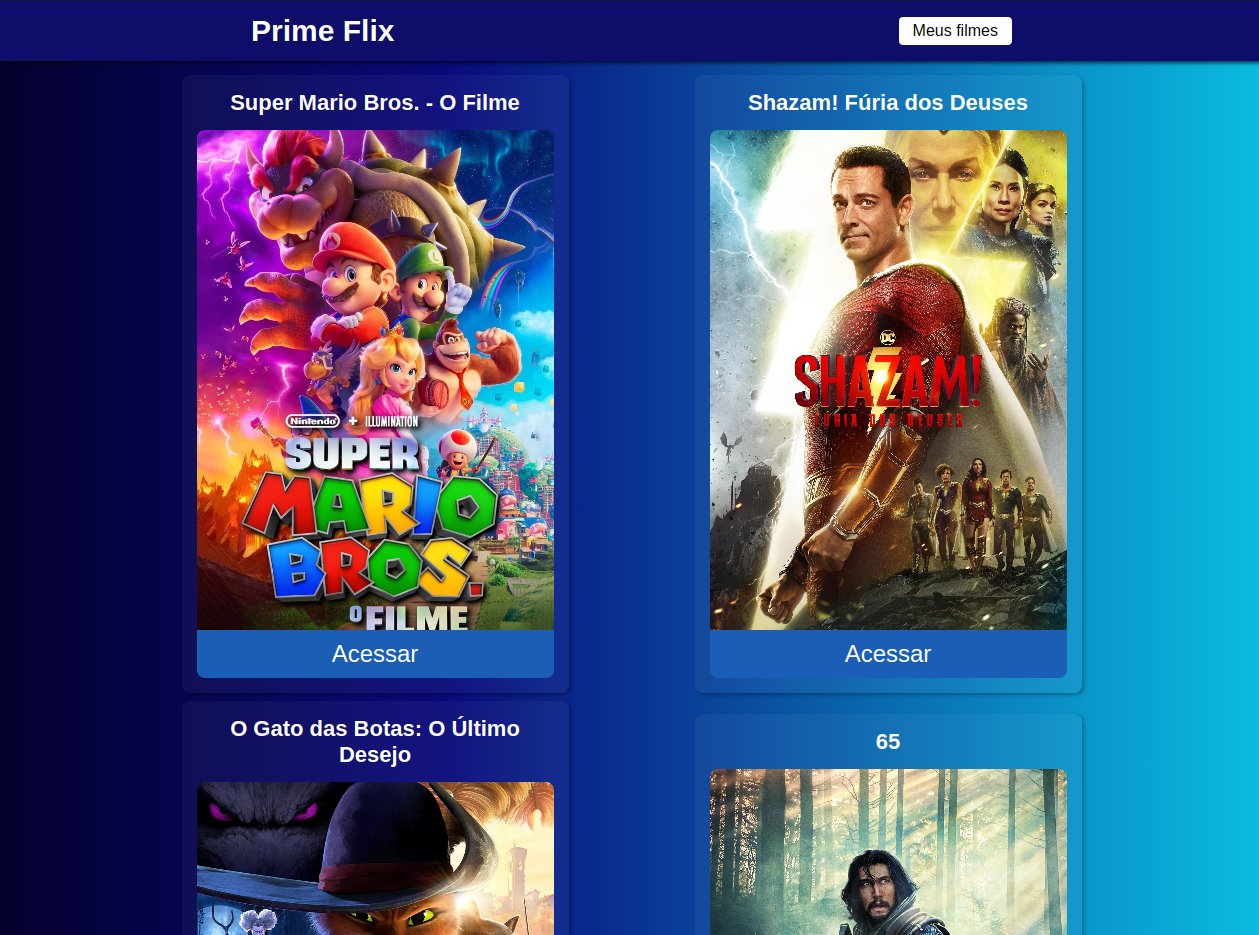 Prime Flix
Meus filmes
Super Mario Bros. - O Filme
Nintendo + ILLUMINATION
SUPER
MARIO
BROS.
O FILME
Acessar
Shazam! Fúria dos Deuses
DC
SHAZAM!
FÚRIA DOS DEUSES
Acessar
O Gato das Botas: O Último
Desejo
65